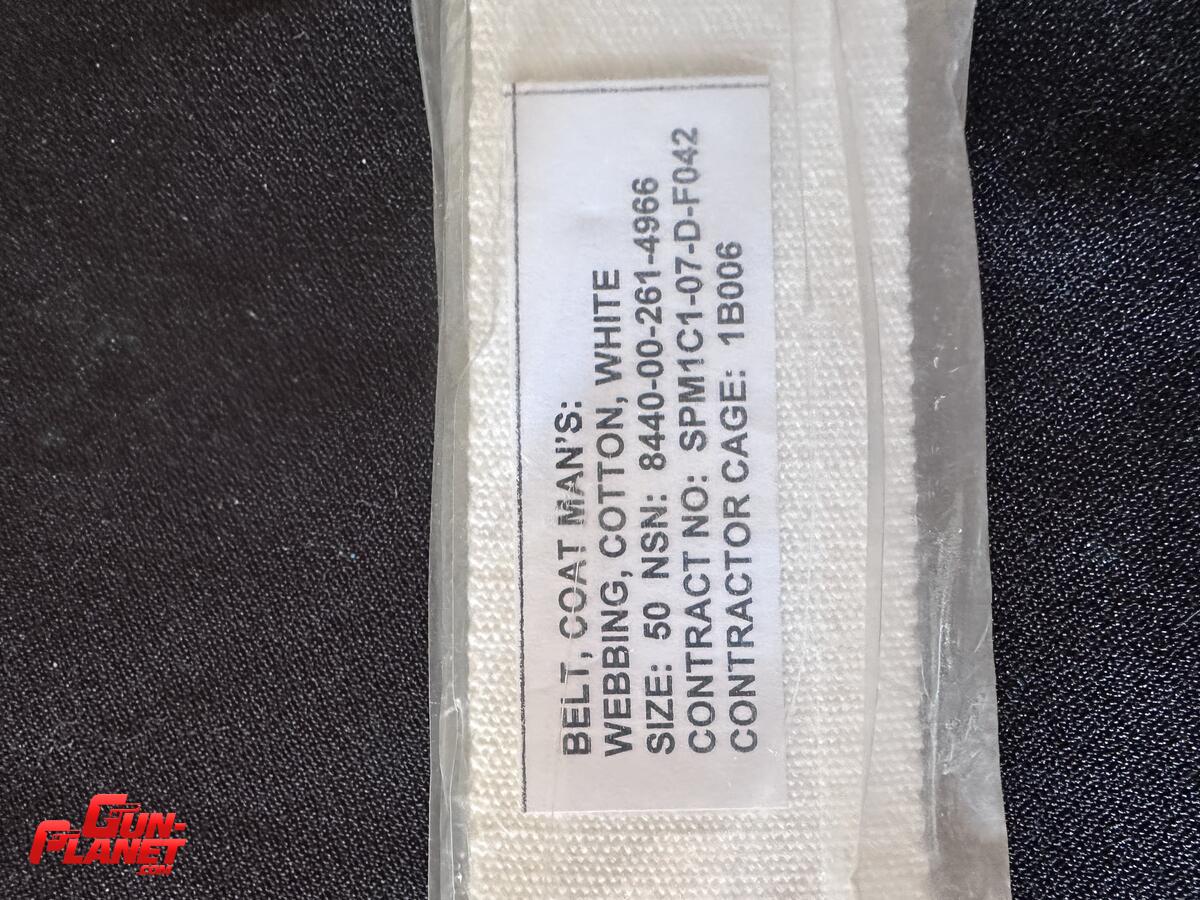 BELT, COAT MAN'S:
WEBBING, COTTON, WHITE
SIZE: 50 NSN: 8440-00-261-4966
CONTRACT NO: SPM1C1-07-D-F042
CONTRACTOR CAGE: 1B006
GUN-
PLANET
.COM